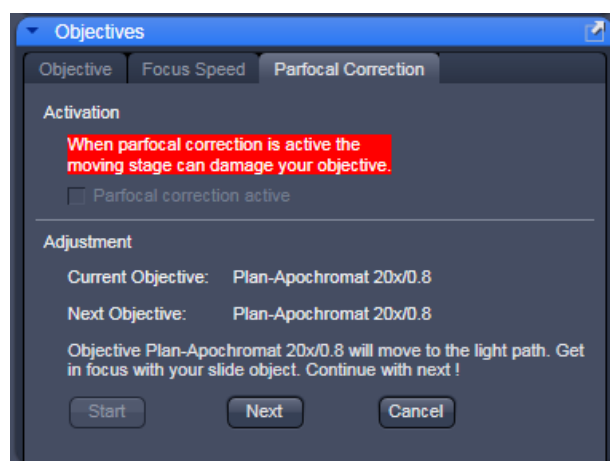 Objectives
Objective Focus Speed Parfocal Correction
Activation
When parfocal correction is active the
moving stage can damage your objective.
Parfocal correction active
Adjustment
Current Objective: Plan-Apochromat 20x/0.8
Next Objective: Plan-Apochromat 20x/0.8
Objective Plan-Apochromat 20x/0.8 will move to the light path. Get
in focus with your slide object. Continue with next !
Start Next Cancel